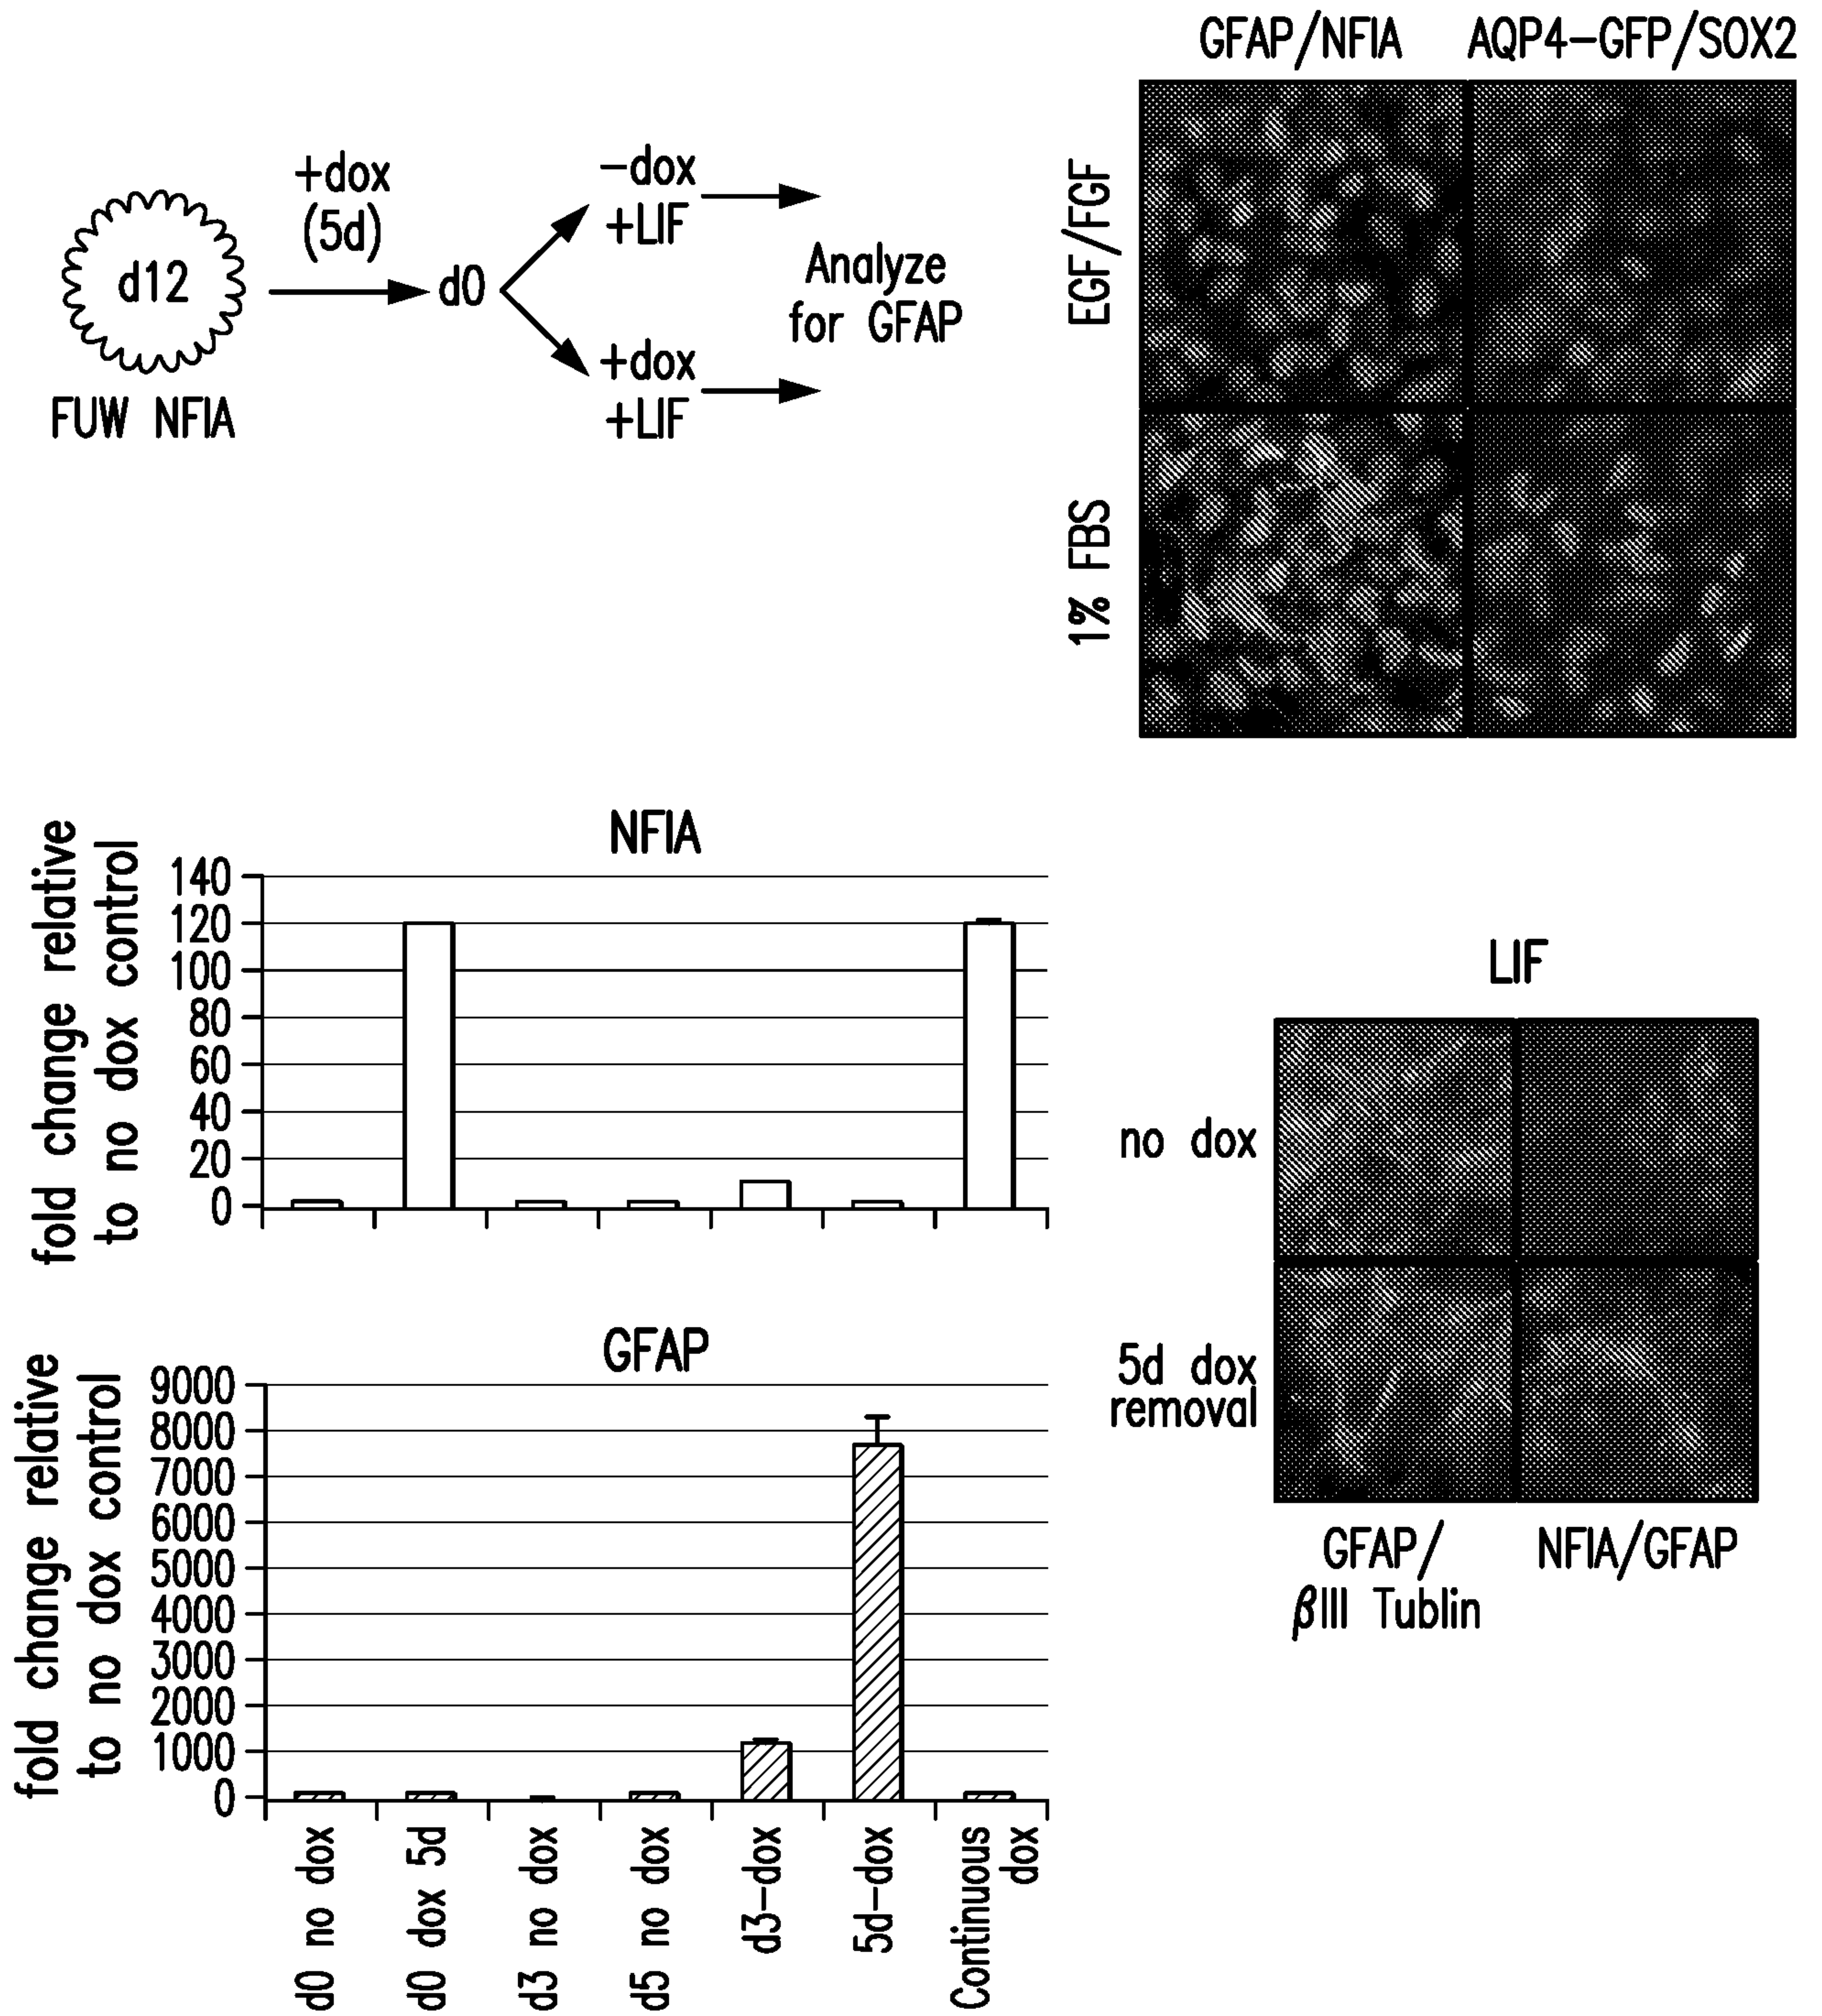 GFAP/NFIA AQP4-GFP/SOX2
EGF/FGF
1% FBS
d12
FUW NFIA
+dox
(5d)
d0
-dox
+LIF
+dox
+LIF
Analyze
for GFAP
NFIA
fold change relative
to no dox control
140
120
100
80
60
40
20
0
GFAP
fold change relative
to no dox control
9000
8000
7000
6000
5000
4000
3000
2000
1000
0
d0 no dox
d0 dox 5d
d3 no dox
d5 no dox
d3-dox
5d-dox
Continuous
dox
LIF
no dox
5d dox
removal
GFAP/
βIII Tublin
NFIA/GFAP